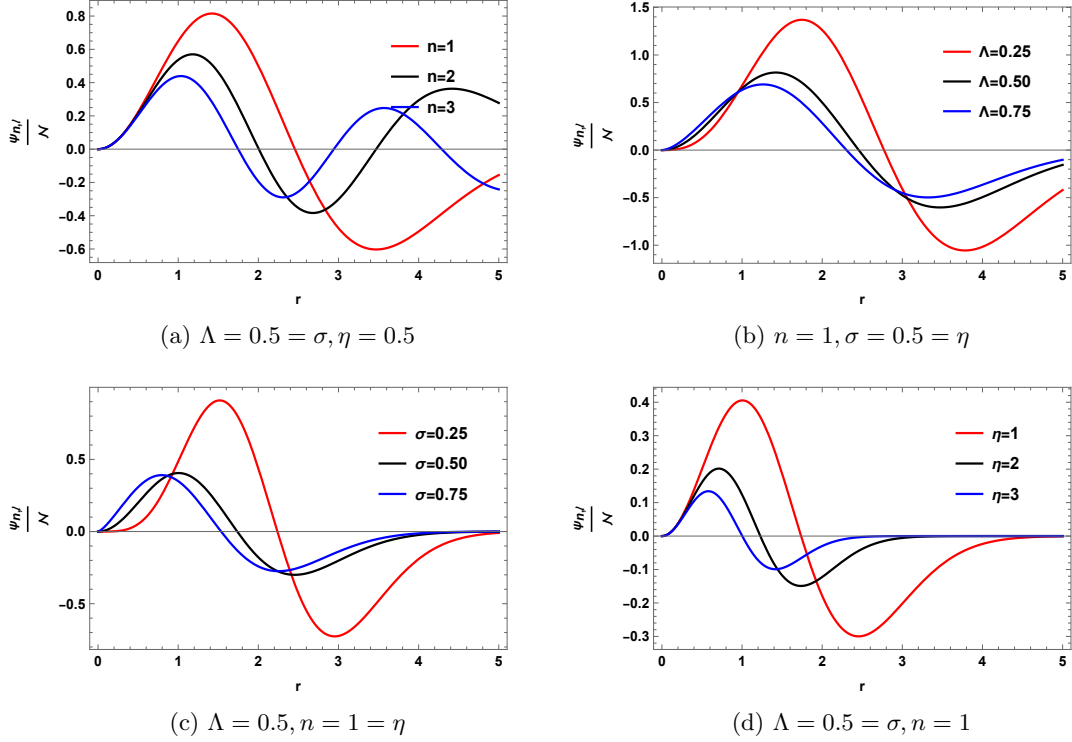 0.8
0.6
0.4
0.2
0.0
−0.2
−0.4
−0.6
0 1 2 3 4 5
r
ψn,l
𝒩
n=1
n=2
n=3
(a) Λ = 0.5 = σ, η = 0.5
1.5
1.0
0.5
0.0
−0.5
−1.0
0 1 2 3 4 5
r
ψn,l
𝒩
Λ=0.25
Λ=0.50
Λ=0.75
(b) n = 1, σ = 0.5 = η
0.5
0.0
−0.5
0 1 2 3 4 5
r
ψn,l
𝒩
σ=0.25
σ=0.50
σ=0.75
(c) Λ = 0.5, n = 1 = η
0.4
0.3
0.2
0.1
0.0
−0.1
−0.2
−0.3
0 1 2 3 4 5
r
ψn,l
𝒩
η=1
η=2
η=3
(d) Λ = 0.5 = σ, n = 1